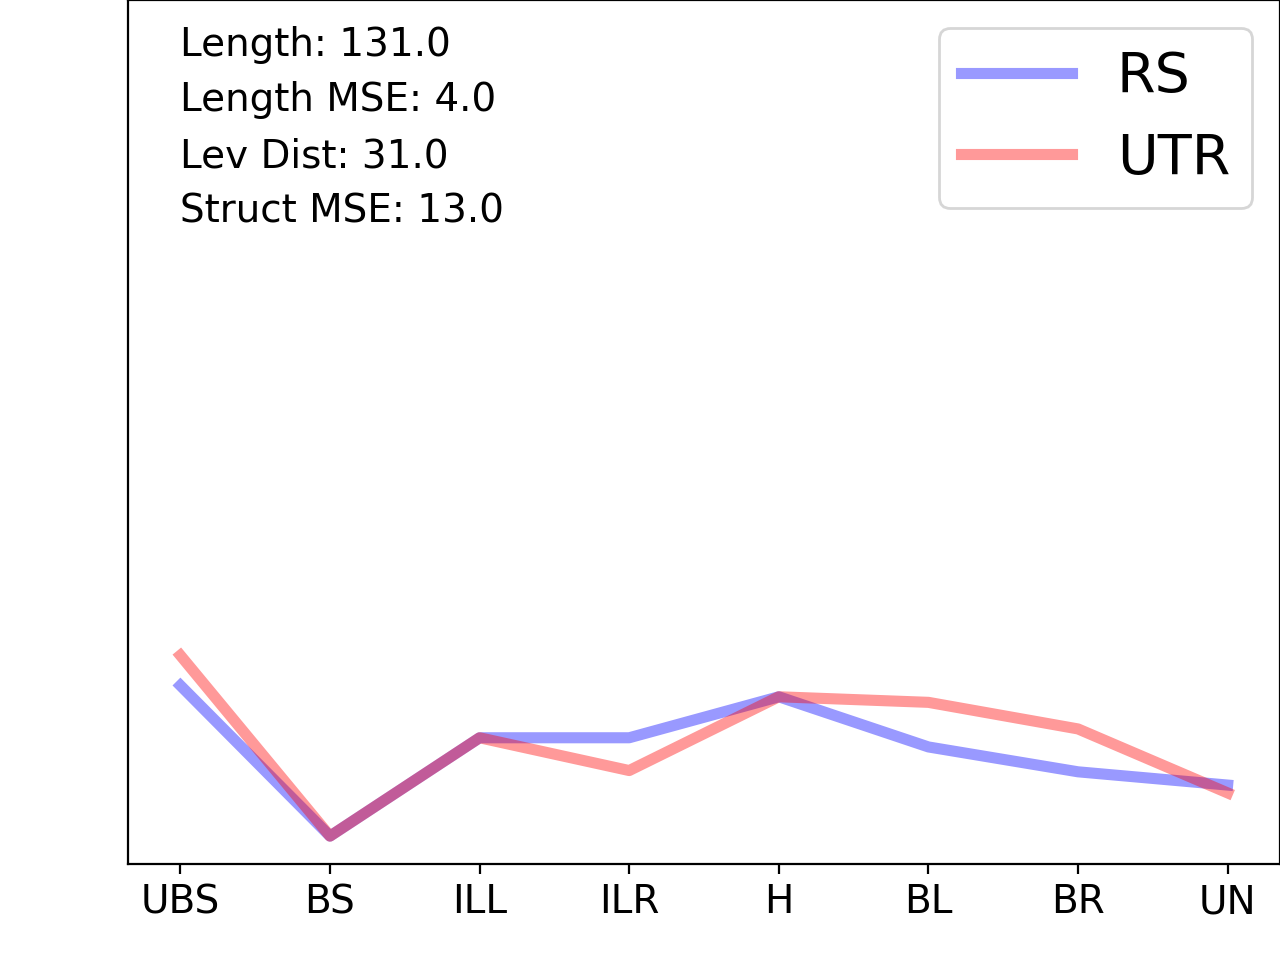 Length: 131.0
Length MSE: 4.0
Lev Dist: 31.0
Struct MSE: 13.0
RS
UTR
UBS BS ILL ILR H BL BR UN